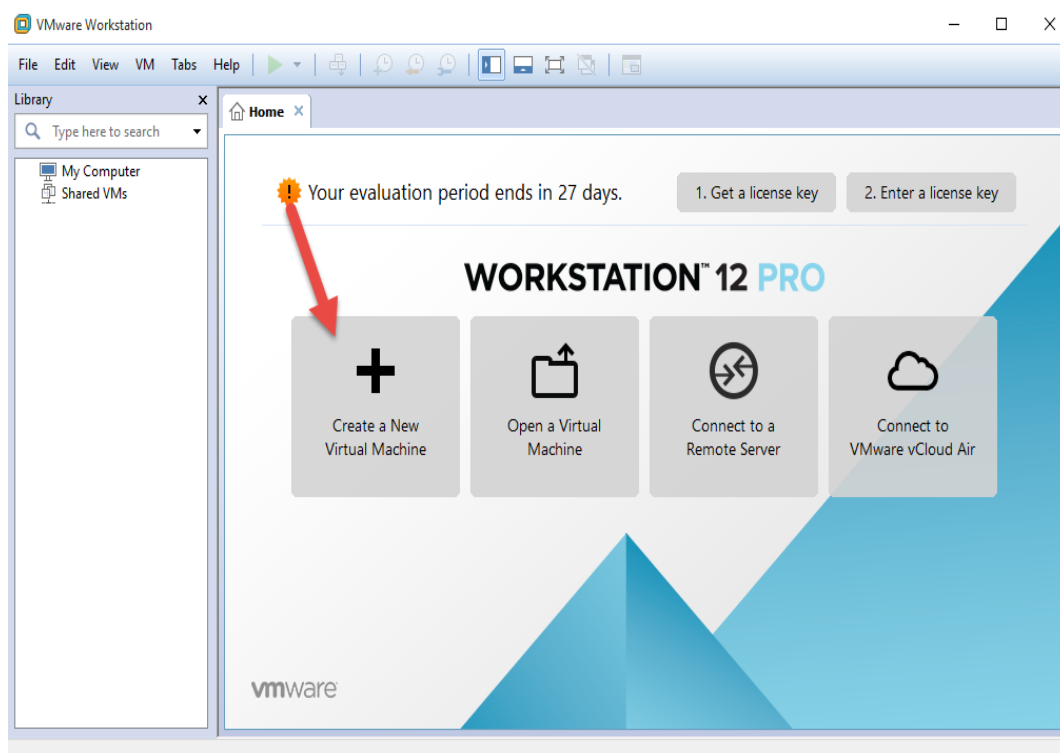 VMware Workstation
File Edit View VM Tabs Help
Library
Home
Type here to search
My Computer
Shared VMs
Your evaluation period ends in 27 days.
1. Get a license key
2. Enter a license key
WORKSTATION™ 12 PRO
Create a New
Virtual Machine
Open a Virtual
Machine
Connect to a
Remote Server
Connect to
VMware vCloud Air
vmware